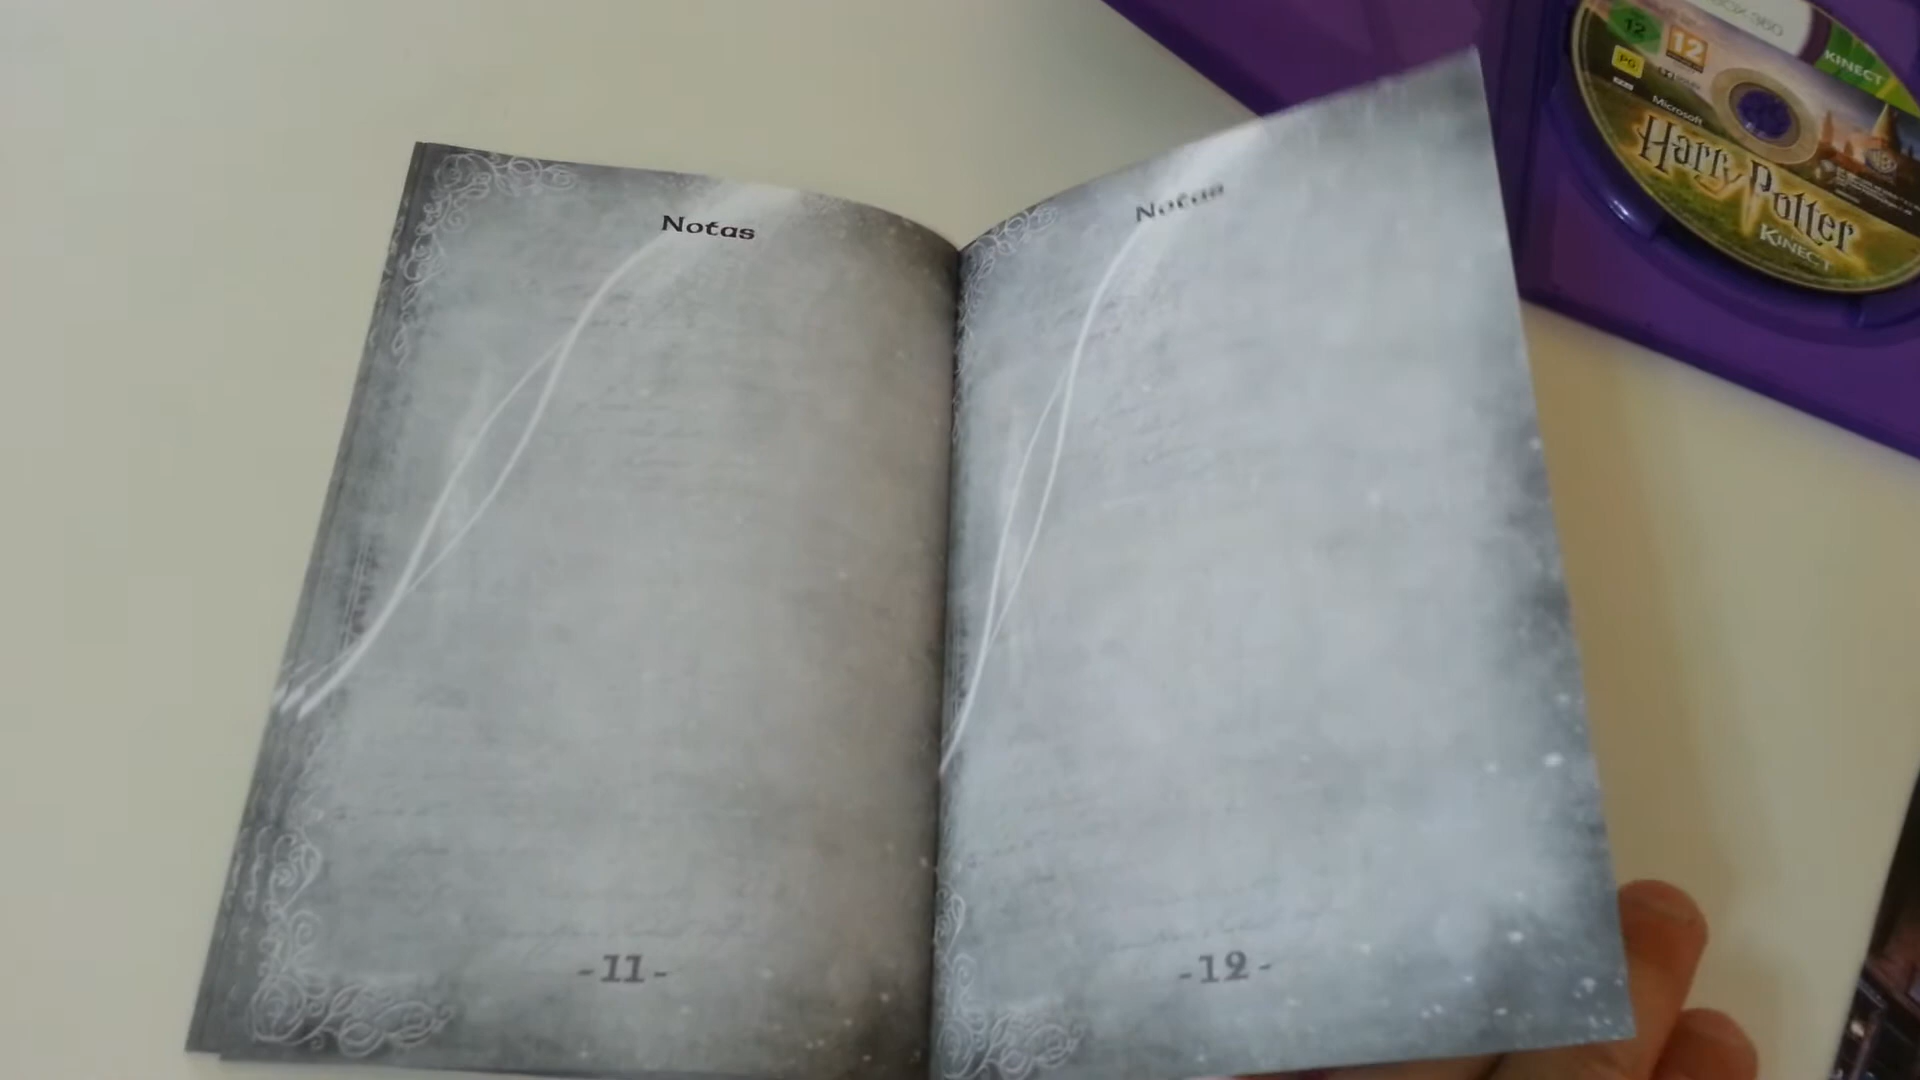 Notas
-11-
Notas
-12-
XBOX 360
KINECT
12
12
PG
Microsoft
Harry Potter
KINECT